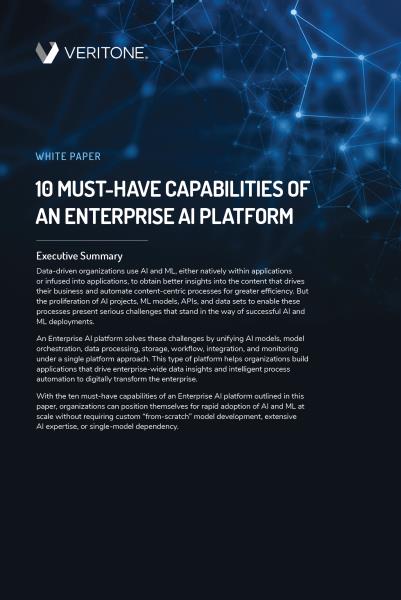 VERITONE®
WHITE PAPER
10 MUST-HAVE CAPABILITIES OF
AN ENTERPRISE AI PLATFORM
Executive Summary
Data-driven organizations use AI and ML, either natively within applications
or infused into applications, to obtain better insights into the content that drives
their business and automate content-centric processes for greater efficiency. But
the proliferation of AI projects, ML models, APIs, and data sets to enable these
processes present serious challenges that stand in the way of successful AI and
ML deployments.
An Enterprise AI platform solves these challenges by unifying AI models, model
orchestration, data processing, storage, workflow, integration, and monitoring
under a single platform approach. This type of platform helps organizations build
applications that drive enterprise-wide data insights and intelligent process
automation to digitally transform the enterprise.
With the ten must-have capabilities of an Enterprise AI platform outlined in this
paper, organizations can position themselves for rapid adoption of AI and ML at
scale without requiring custom "from-scratch" model development, extensive
AI expertise, or single-model dependency.